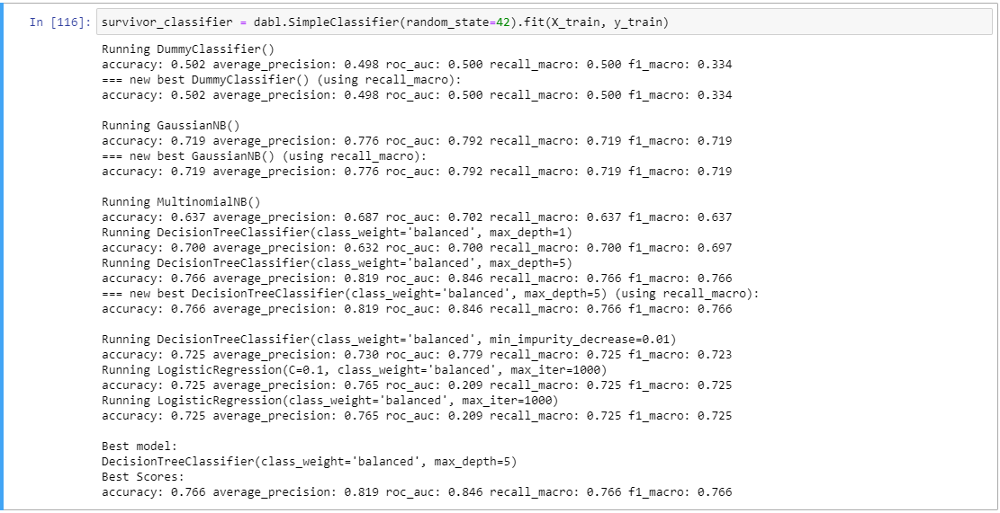 In [116]: survivor_classifier = dabl.SimpleClassifier(random_state=42).fit(X_train, y_train)
Running DummyClassifier()
accuracy: 0.502 average_precision: 0.498 roc_auc: 0.500 recall_macro: 0.500 f1_macro: 0.334
=== new best DummyClassifier() (using recall_macro):
accuracy: 0.502 average_precision: 0.498 roc_auc: 0.500 recall_macro: 0.500 f1_macro: 0.334
Running GaussianNB()
accuracy: 0.719 average_precision: 0.776 roc_auc: 0.792 recall_macro: 0.719 f1_macro: 0.719
=== new best GaussianNB() (using recall_macro):
accuracy: 0.719 average_precision: 0.776 roc_auc: 0.792 recall_macro: 0.719 f1_macro: 0.719
Running MultinomialNB()
accuracy: 0.637 average_precision: 0.687 roc_auc: 0.702 recall_macro: 0.637 f1_macro: 0.637
Running DecisionTreeClassifier(class_weight='balanced', max_depth=1)
accuracy: 0.700 average_precision: 0.632 roc_auc: 0.700 recall_macro: 0.700 f1_macro: 0.697
Running DecisionTreeClassifier(class_weight='balanced', max_depth=5)
accuracy: 0.766 average_precision: 0.819 roc_auc: 0.846 recall_macro: 0.766 f1_macro: 0.766
=== new best DecisionTreeClassifier(class_weight='balanced', max_depth=5) (using recall_macro):
accuracy: 0.766 average_precision: 0.819 roc_auc: 0.846 recall_macro: 0.766 f1_macro: 0.766
Running DecisionTreeClassifier(class_weight='balanced', min_impurity_decrease=0.01)
accuracy: 0.725 average_precision: 0.730 roc_auc: 0.779 recall_macro: 0.725 f1_macro: 0.723
Running LogisticRegression(C=0.1, class_weight='balanced', max_iter=1000)
accuracy: 0.725 average_precision: 0.765 roc_auc: 0.209 recall_macro: 0.725 f1_macro: 0.725
Running LogisticRegression(class_weight='balanced', max_iter=1000)
accuracy: 0.725 average_precision: 0.765 roc_auc: 0.209 recall_macro: 0.725 f1_macro: 0.725
Best model:
DecisionTreeClassifier(class_weight='balanced', max_depth=5)
Best Scores:
accuracy: 0.766 average_precision: 0.819 roc_auc: 0.846 recall_macro: 0.766 f1_macro: 0.766